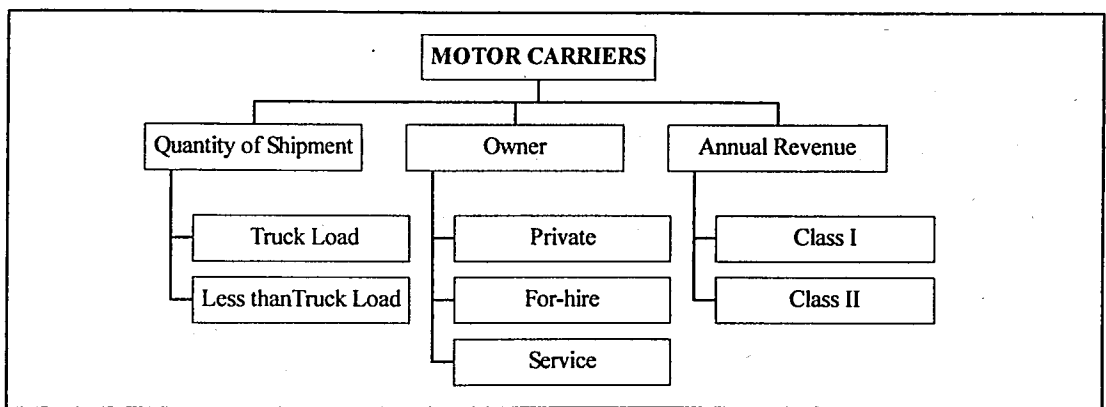 MOTOR CARRIERS
Quantity of Shipment
Owner
Annual Revenue
Truck Load
Private
Class I
Less thanTruck Load
For-hire
Class II
Service